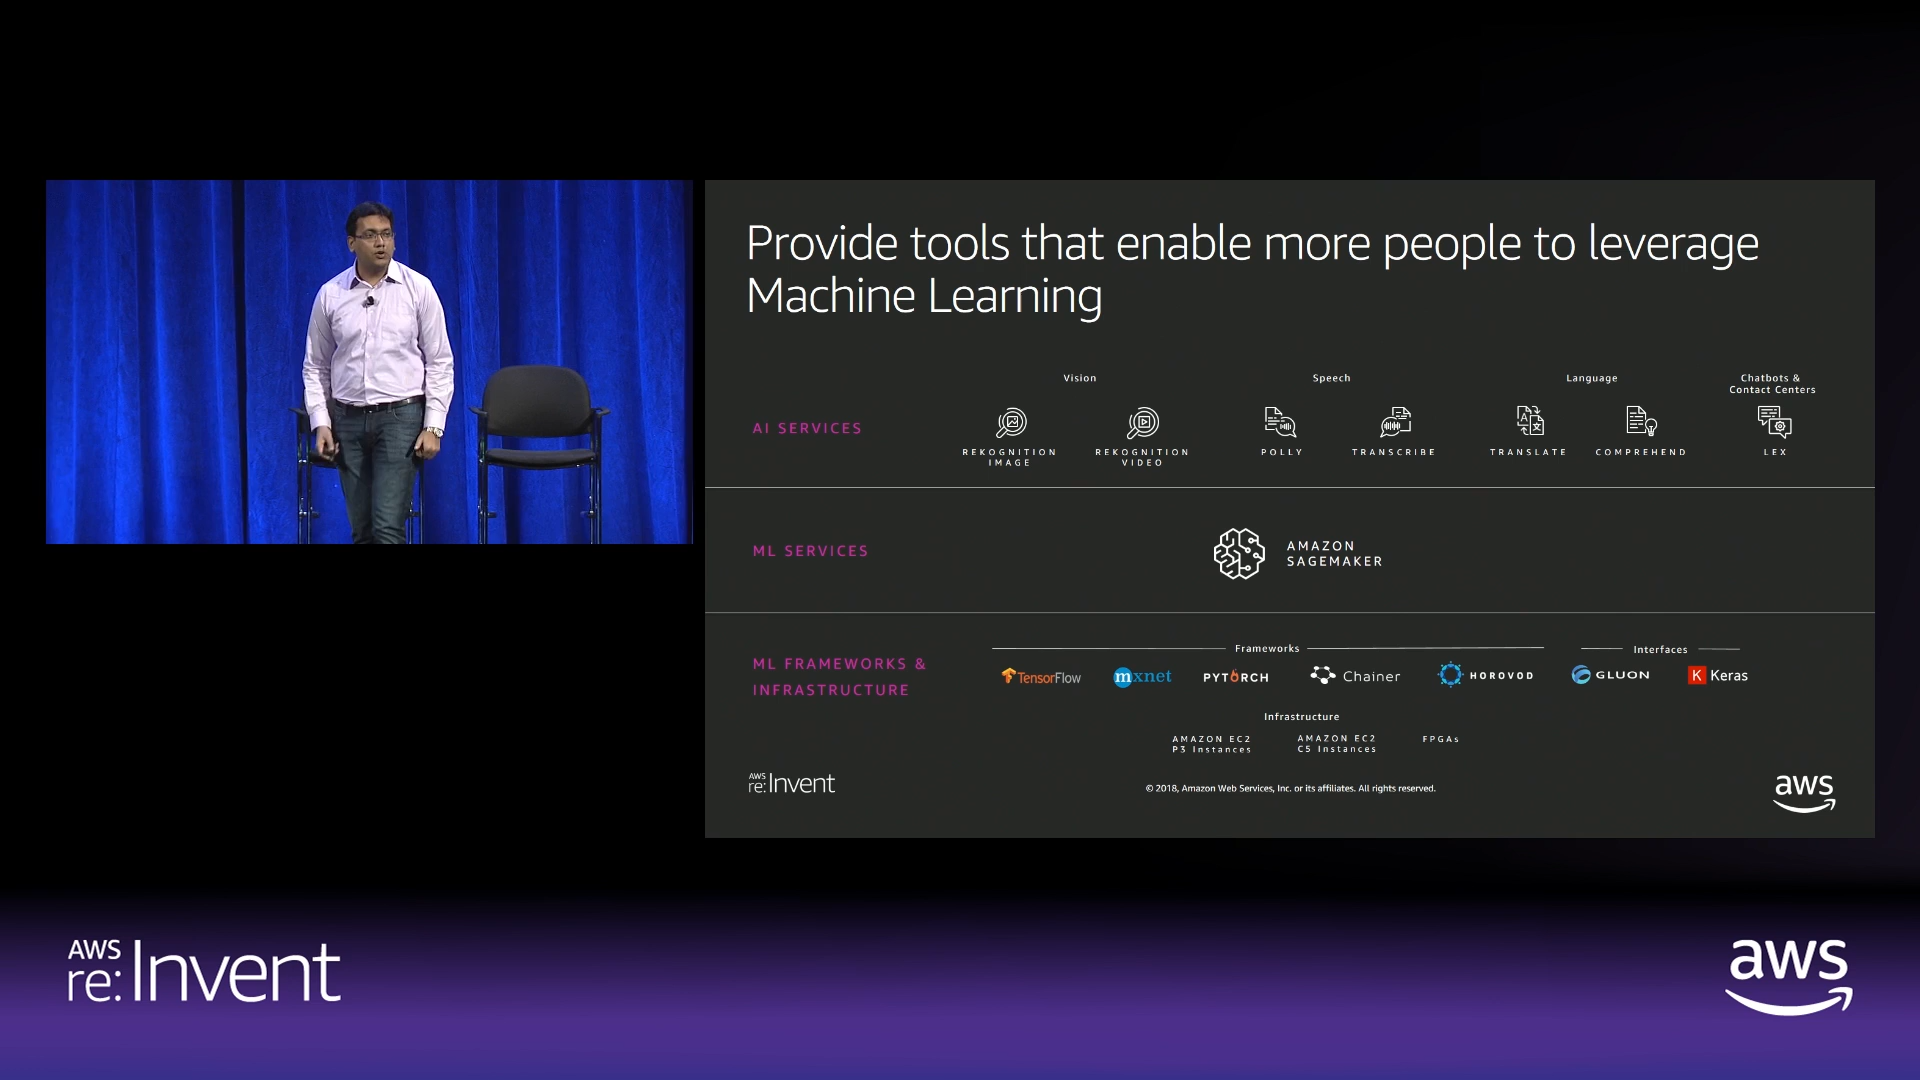 Provide tools that enable more people to leverage
Machine Learning
Vision
Speech
Language
Chatbots &
Contact Centers
AI SERVICES
REKOGNITION
IMAGE
REKOGNITION
VIDEO
POLLY
TRANSCRIBE
TRANSLATE
COMPREHEND
LEX
ML SERVICES
AMAZON
SAGEMAKER
ML FRAMEWORKS &
INFRASTRUCTURE
Frameworks
Interfaces
TensorFlow
mxnet
PYTORCH
Chainer
HOROVOD
GLUON
K Keras
Infrastructure
AMAZON EC2
P3 Instances
AMAZON EC2
C5 Instances
FPGAs
AWS
re:Invent
© 2018, Amazon Web Services, Inc. or its affiliates. All rights reserved.
aws
AWS
re:Invent
aws